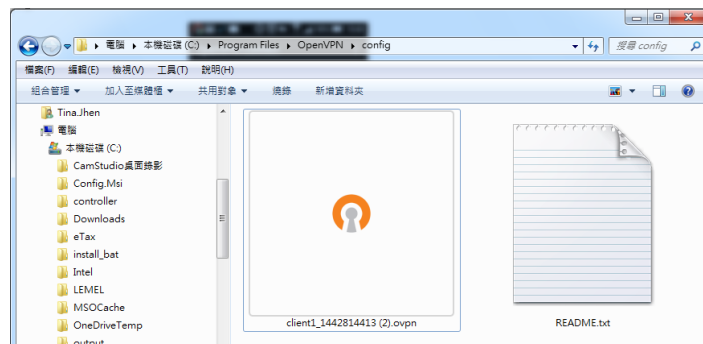 電腦 ▸ 本機磁碟 (C:) ▸ Program Files ▸ OpenVPN ▸ config
搜尋 config
檔案(F) 編輯(E) 檢視(V) 工具(T) 說明(H)
組合管理 加入至媒體櫃 共用對象 燒錄 新增資料夾
Tina.Jhen
電腦
本機磁碟 (C:)
CamStudio桌面錄影
Config.Msi
controller
Downloads
eTax
install_bat
Intel
LEMEL
MSOCache
OneDriveTemp
output
client1_1442814413 (2).ovpn
README.txt